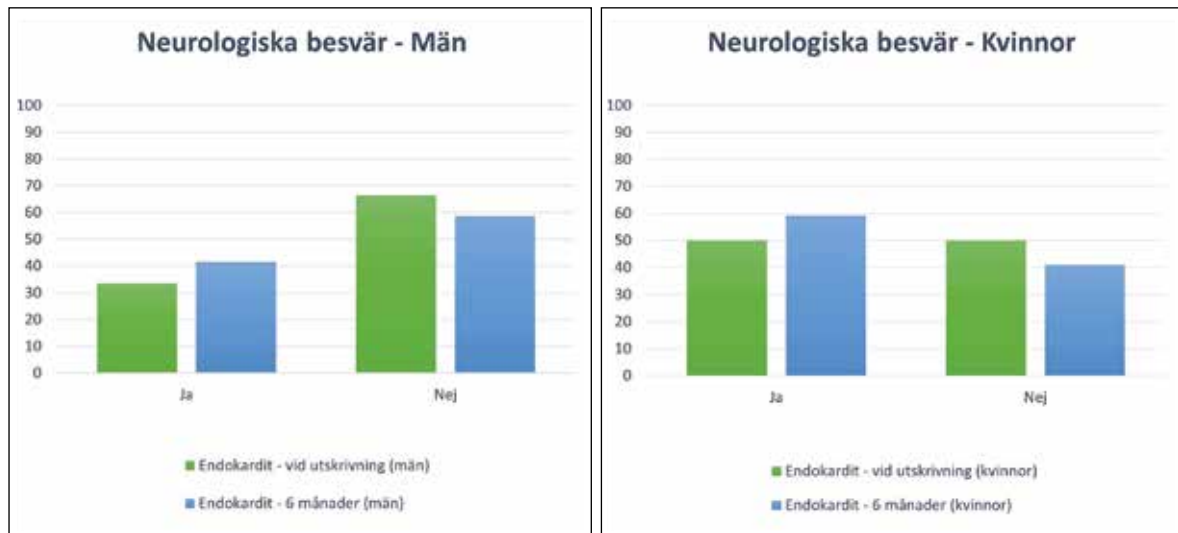 Neurologiska besvär - Män
100
90
80
70
60
50
40
30
20
10
0
Ja
Nej
Endokardit - vid utskrivning (män)
Endokardit - 6 månader (män)
Neurologiska besvär - Kvinnor
100
90
80
70
60
50
40
30
20
10
0
Ja
Nej
Endokardit - vid utskrivning (kvinnor)
Endokardit - 6 månader (kvinnor)